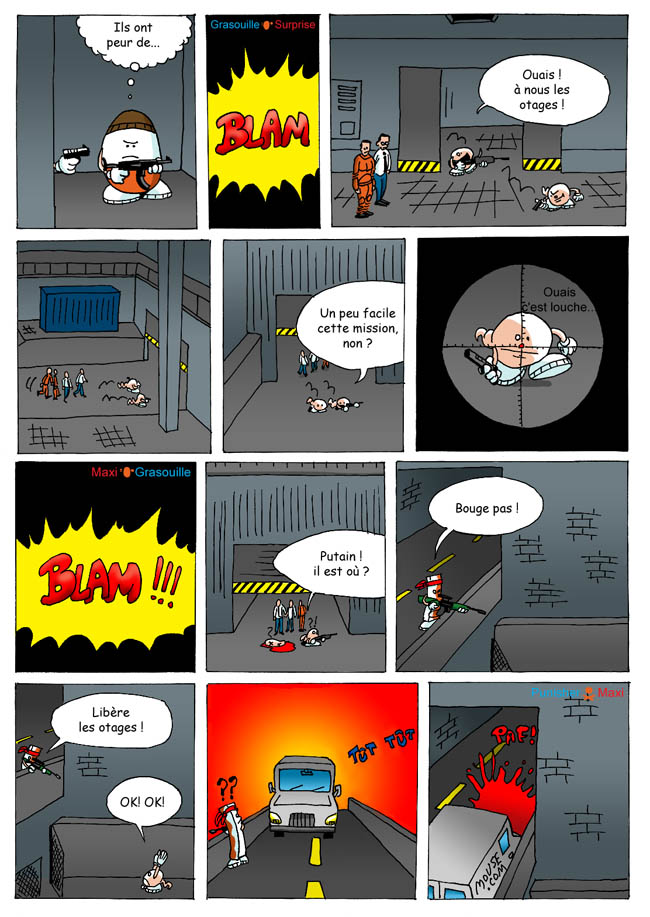 Ils ont
peur de...
Grasouille Surprise
BLAM
Ouais !
à nous les
otages !
Un peu facile
cette mission,
non ?
Ouais
c'est louche...
Maxi Grasouille
BLAM !!!
Putain !
il est où ?
Bouge pas !
Libère
les otages !
OK! OK!
??
TUT TUT
Maxi
PAF!
MOUSE
.COM